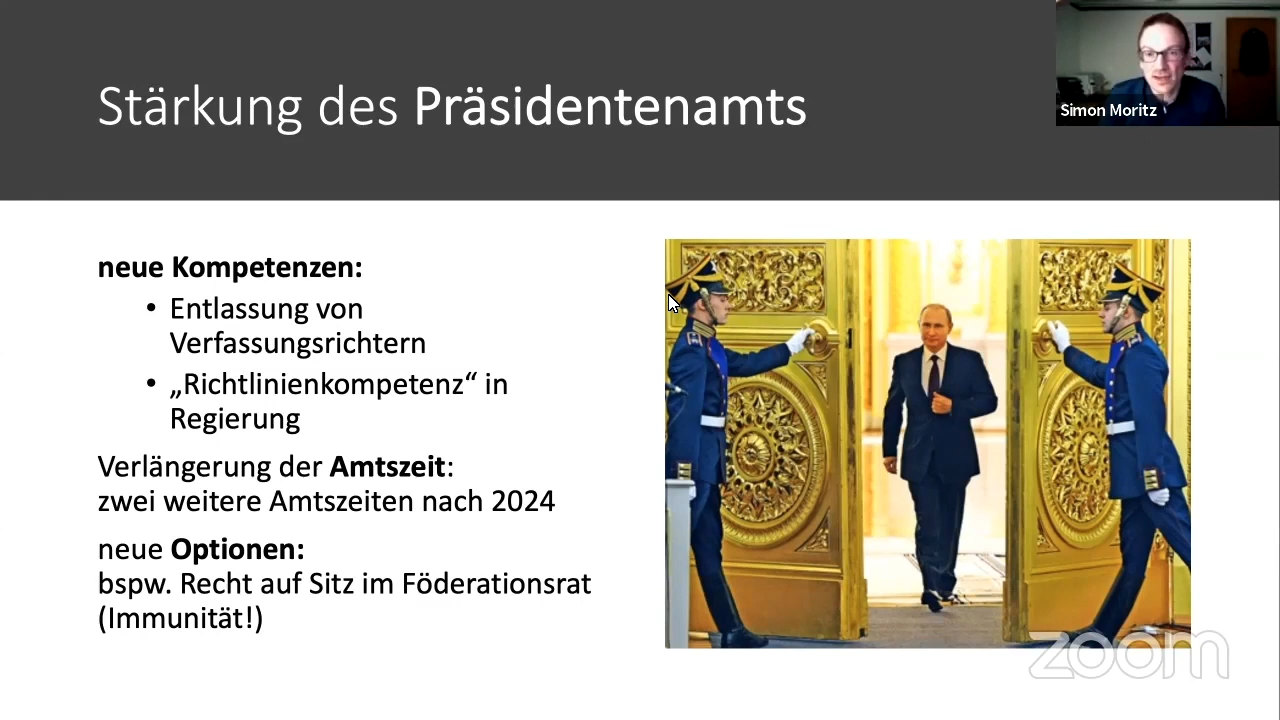 Stärkung des Präsidentenamts
Simon Moritz
neue Kompetenzen:
• Entlassung von
Verfassungsrichtern
• „Richtlinienkompetenz“ in
Regierung
Verlängerung der Amtszeit:
zwei weitere Amtszeiten nach 2024
neue Optionen:
bspw. Recht auf Sitz im Föderationsrat
(Immunität!)
zoom